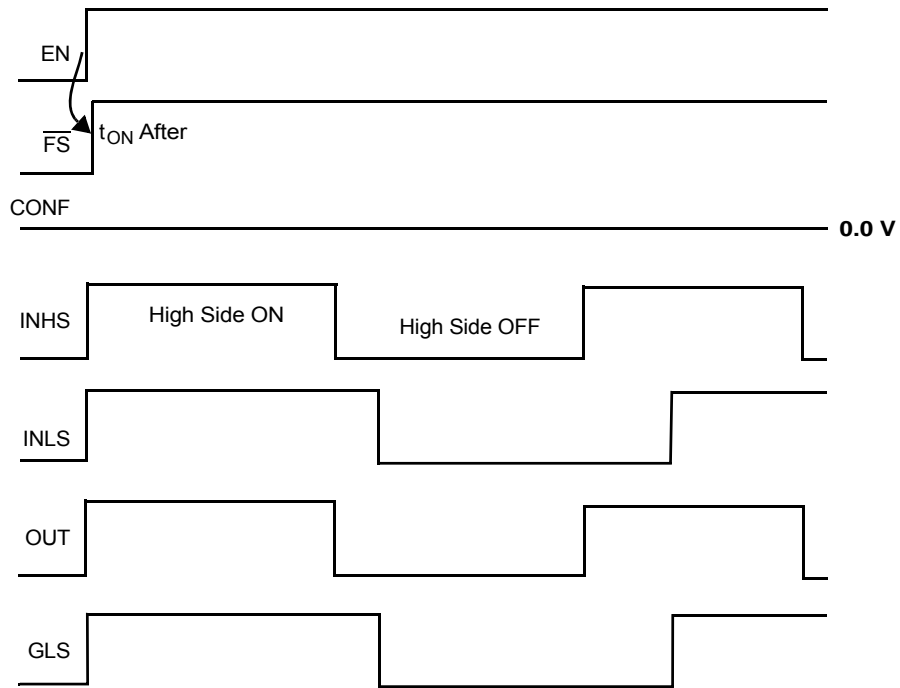 EN
FS
tON After
CONF
0.0 V
INHS
High Side ON
High Side OFF
INLS
OUT
GLS